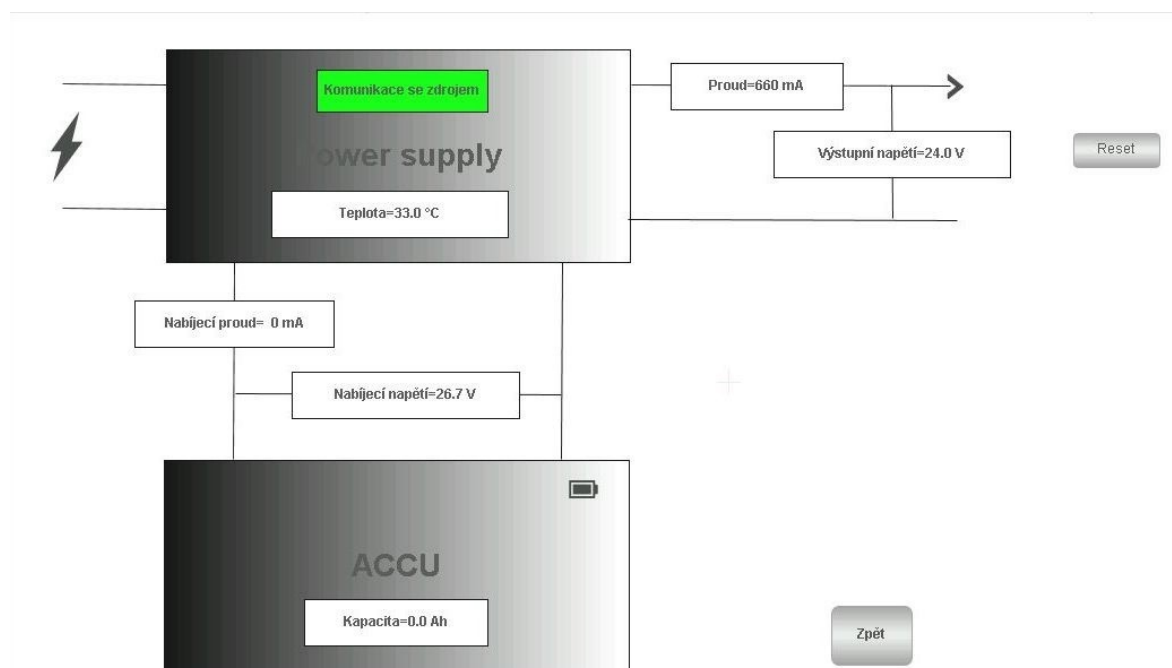 Komunikace se zdrojem
Proud=660 mA
Power supply
Výstupní napětí=24.0 V
Reset
Teplota=33.0 °C
Nabíjecí proud= 0 mA
Nabíjecí napětí=26.7 V
ACCU
Kapacita=0.0 Ah
Zpět